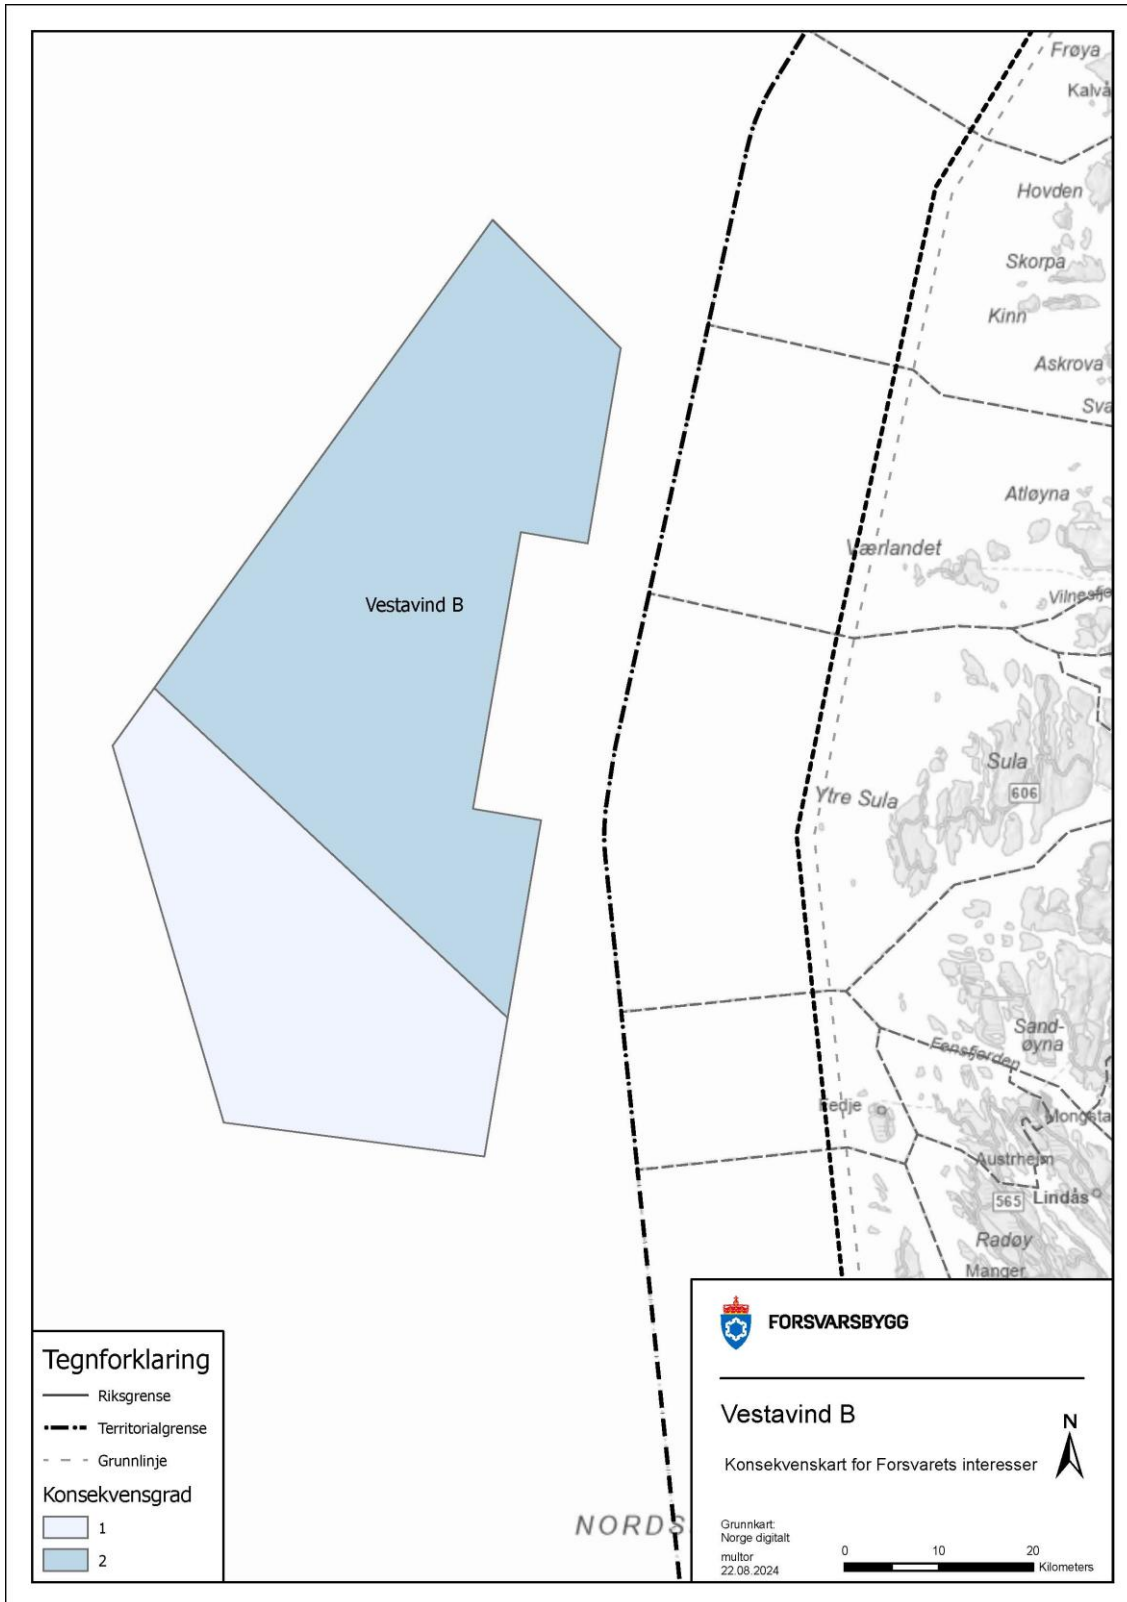 Frøya
Kalvå
Hovden
Skorpa
Kinn
Askrova
Sva
Atløyna
Værlandet
Vilnesfjo
Vestavind B
Sula
606
Ytre Sula
Sand-
øyna
Fensfjorden
Fedje
Mongsta
Austrheim
565
Lindås
Radøy
Manger
NORDS
Tegnforklaring
Riksgrense
Territorialgrense
Grunnlinje
Konsekvensgrad
1
2
FORSVARSBYGG
Vestavind B
N
Konsekvenskart for Forsvarets interesser
Grunnkart:
Norge digitalt
multor
22.08.2024
0 10 20
Kilometers